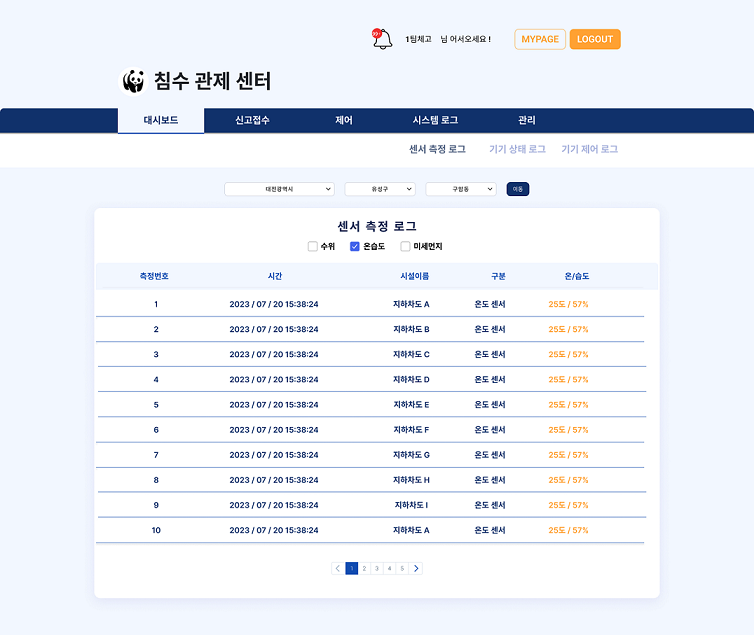 99+ 1팀체고 님 어서오세요 ! MYPAGE LOGOUT
침수 관제 센터
대시보드 신고접수 제어 시스템 로그 관리
센서 측정 로그 기기 상태 로그 기기 제어 로그
대전광역시 유성구 구암동 이동
센서 측정 로그
수위 온습도 미세먼지
측정번호 시간 시설이름 구분 온/습도
1 2023 / 07 / 20 15:38:24 지하차도 A 온도 센서 25도 / 57%
2 2023 / 07 / 20 15:38:24 지하차도 B 온도 센서 25도 / 57%
3 2023 / 07 / 20 15:38:24 지하차도 C 온도 센서 25도 / 57%
4 2023 / 07 / 20 15:38:24 지하차도 D 온도 센서 25도 / 57%
5 2023 / 07 / 20 15:38:24 지하차도 E 온도 센서 25도 / 57%
6 2023 / 07 / 20 15:38:24 지하차도 F 온도 센서 25도 / 57%
7 2023 / 07 / 20 15:38:24 지하차도 G 온도 센서 25도 / 57%
8 2023 / 07 / 20 15:38:24 지하차도 H 온도 센서 25도 / 57%
9 2023 / 07 / 20 15:38:24 지하차도 I 온도 센서 25도 / 57%
10 2023 / 07 / 20 15:38:24 지하차도 A 온도 센서 25도 / 57%
1 2 3 4 5